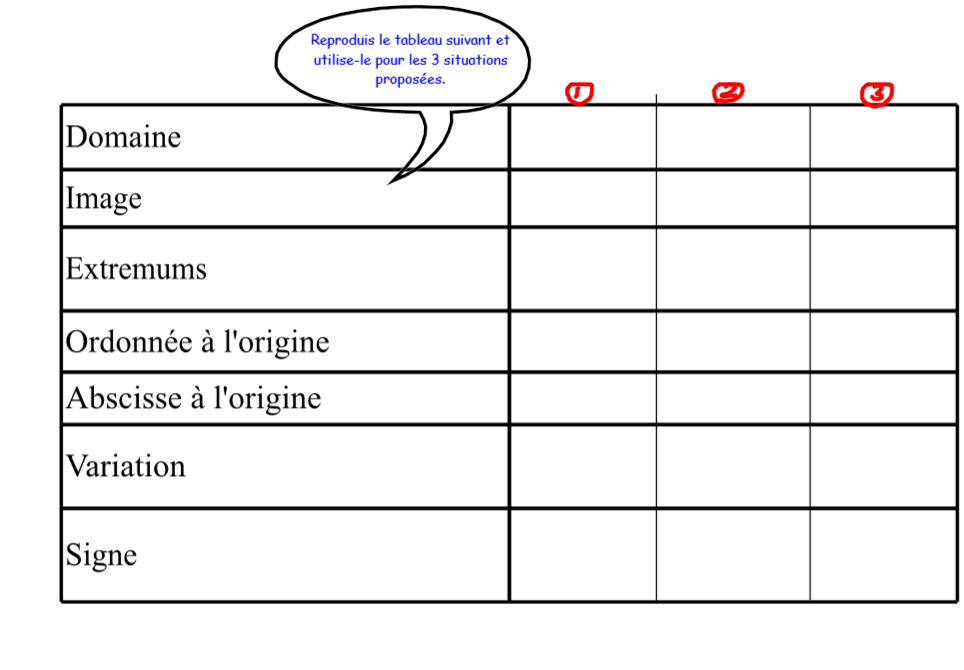 Reproduis le tableau suivant et
utilise-le pour les 3 situations
proposées.
1 2 3
Domaine
Image
Extremums
Ordonnée à l'origine
Abscisse à l'origine
Variation
Signe